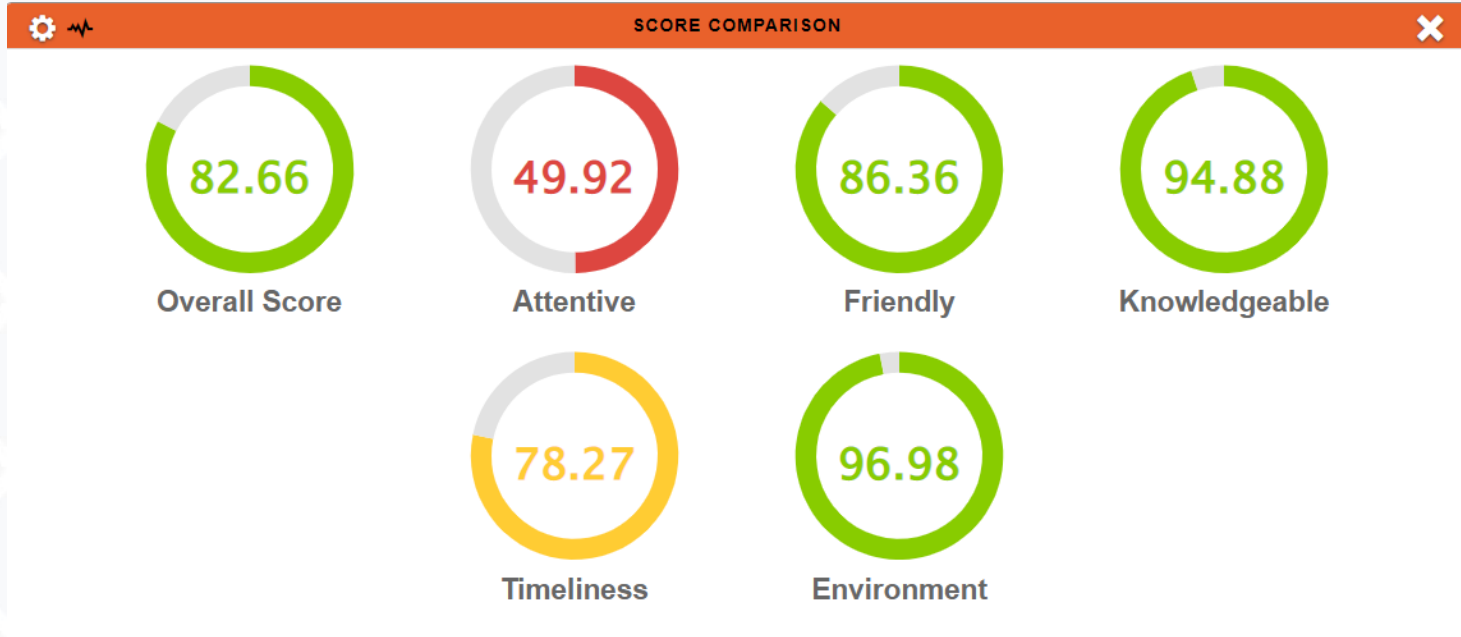 SCORE COMPARISON
82.66 49.92 86.36 94.88
Overall Score Attentive Friendly Knowledgeable
78.27 96.98
Timeliness Environment